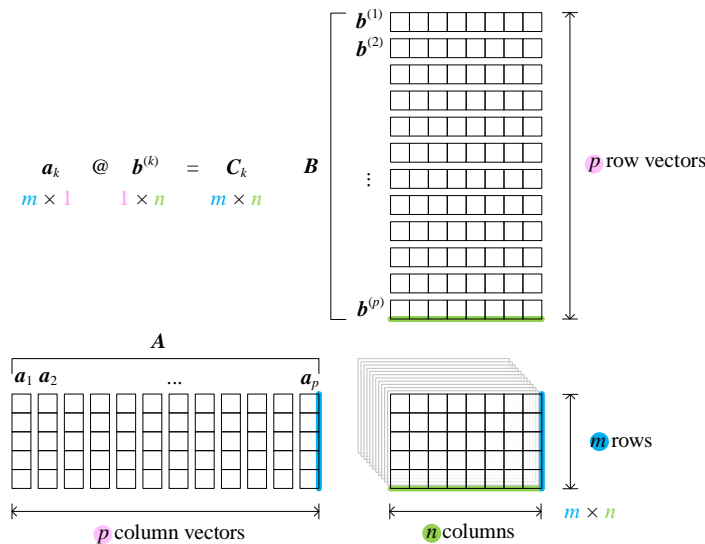 b(1)
b(2)
a_k @ b(k) = C_k B
m × 1 1 × n m × n
⋮
p row vectors
b(p)
A
a_1 a_2 ... a_p
m rows
m × n
p column vectors
n columns